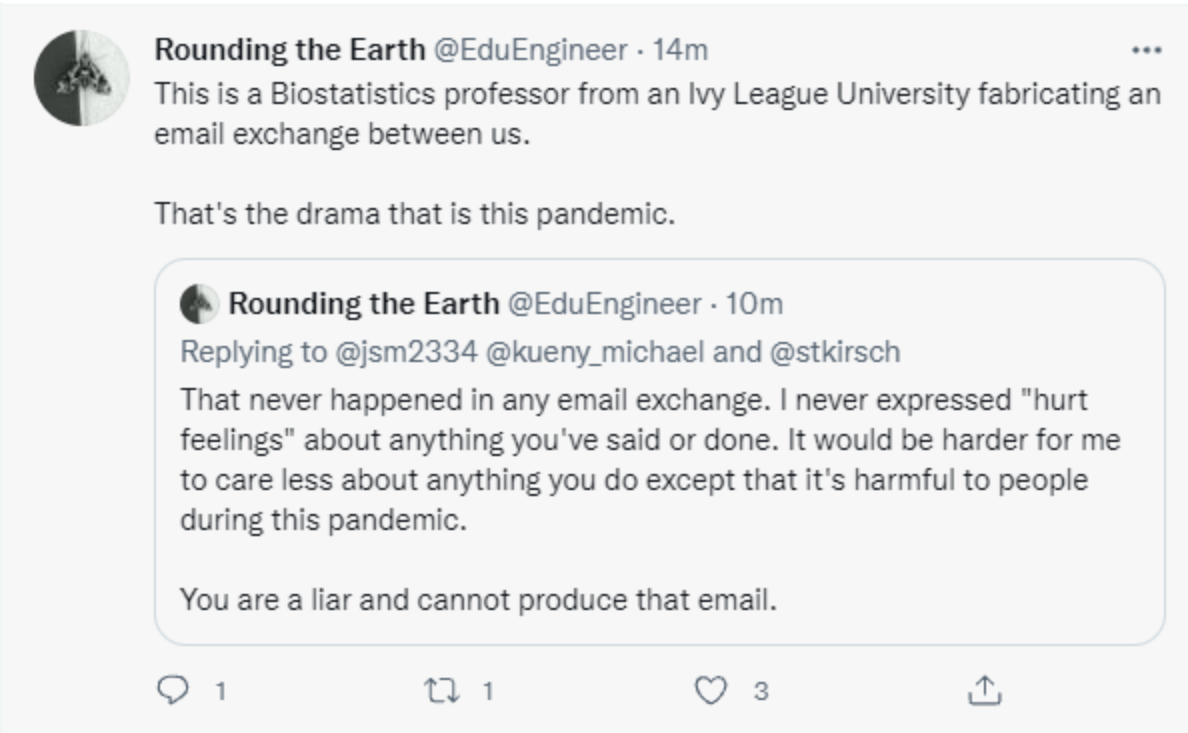 Rounding the Earth @EduEngineer · 14m
This is a Biostatistics professor from an Ivy League University fabricating an
email exchange between us.
That's the drama that is this pandemic.
Rounding the Earth @EduEngineer · 10m
Replying to @jsm2334 @kueny_michael and @stkirsch
That never happened in any email exchange. I never expressed "hurt
feelings" about anything you've said or done. It would be harder for me
to care less about anything you do except that it's harmful to people
during this pandemic.
You are a liar and cannot produce that email.
1 1 3